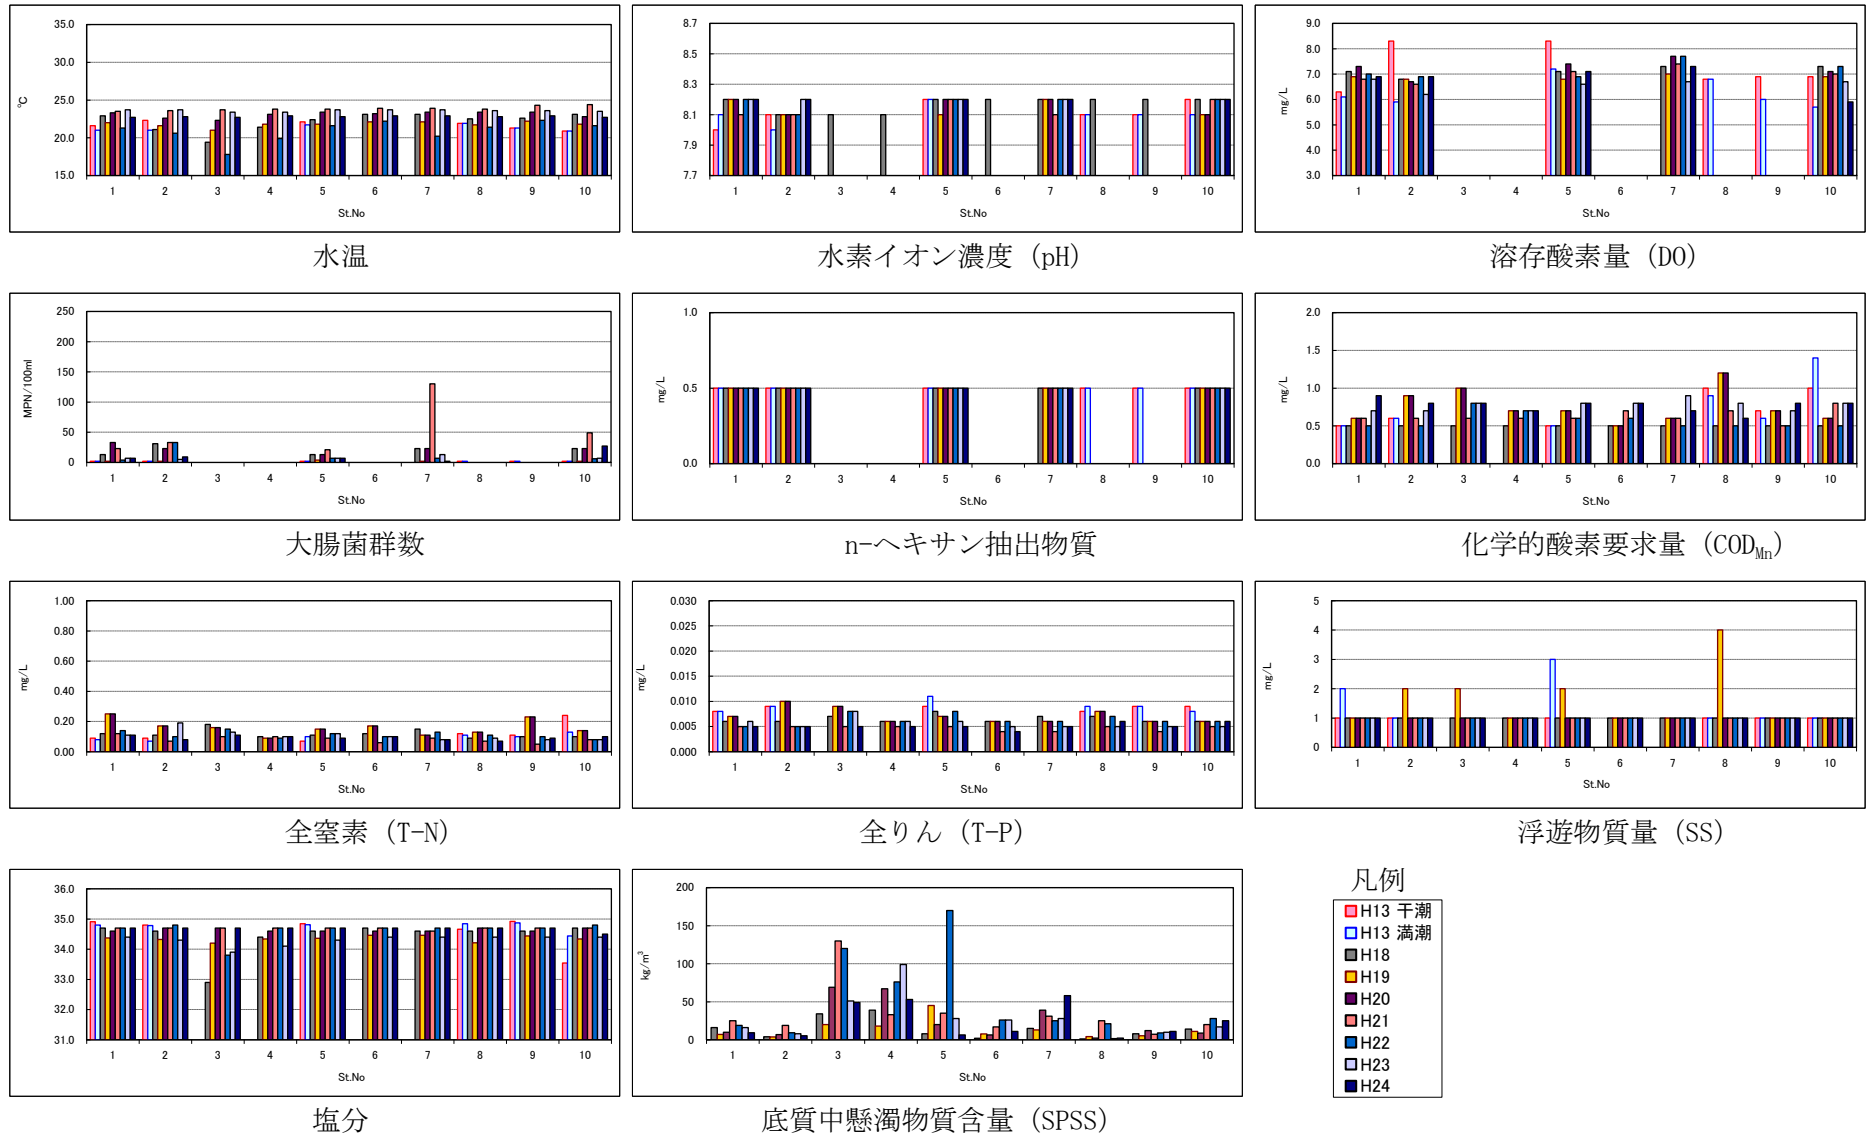 35.0
30.0
25.0
20.0
15.0
℃
1 2 3 4 5 6 7 8 9 10
St.No
水温
8.7
8.5
8.3
8.1
7.9
7.7
1 2 3 4 5 6 7 8 9 10
St.No
水素イオン濃度 (pH)
9.0
8.0
7.0
6.0
5.0
4.0
3.0
mg/L
1 2 3 4 5 6 7 8 9 10
St.No
溶存酸素量 (DO)
250
200
150
100
50
0
MPN/100ml
1 2 3 4 5 6 7 8 9 10
St.No
大腸菌群数
1.0
0.5
0.0
mg/L
1 2 3 4 5 6 7 8 9 10
St.No
n-ヘキサン抽出物質
2.0
1.5
1.0
0.5
0.0
mg/L
1 2 3 4 5 6 7 8 9 10
St.No
化学的酸素要求量 (CODMn)
1.00
0.80
0.60
0.40
0.20
0.00
mg/L
1 2 3 4 5 6 7 8 9 10
St.No
全窒素 (T-N)
0.030
0.025
0.020
0.015
0.010
0.005
0.000
mg/L
1 2 3 4 5 6 7 8 9 10
St.No
全りん (T-P)
5
4
3
2
1
0
mg/L
1 2 3 4 5 6 7 8 9 10
St.No
浮遊物質量 (SS)
36.0
35.0
34.0
33.0
32.0
31.0
1 2 3 4 5 6 7 8 9 10
St.No
塩分
200
150
100
50
0
kg/m³
1 2 3 4 5 6 7 8 9 10
St.No
底質中懸濁物質含量 (SPSS)
凡例
H13 干潮
H13 満潮
H18
H19
H20
H21
H22
H23
H24